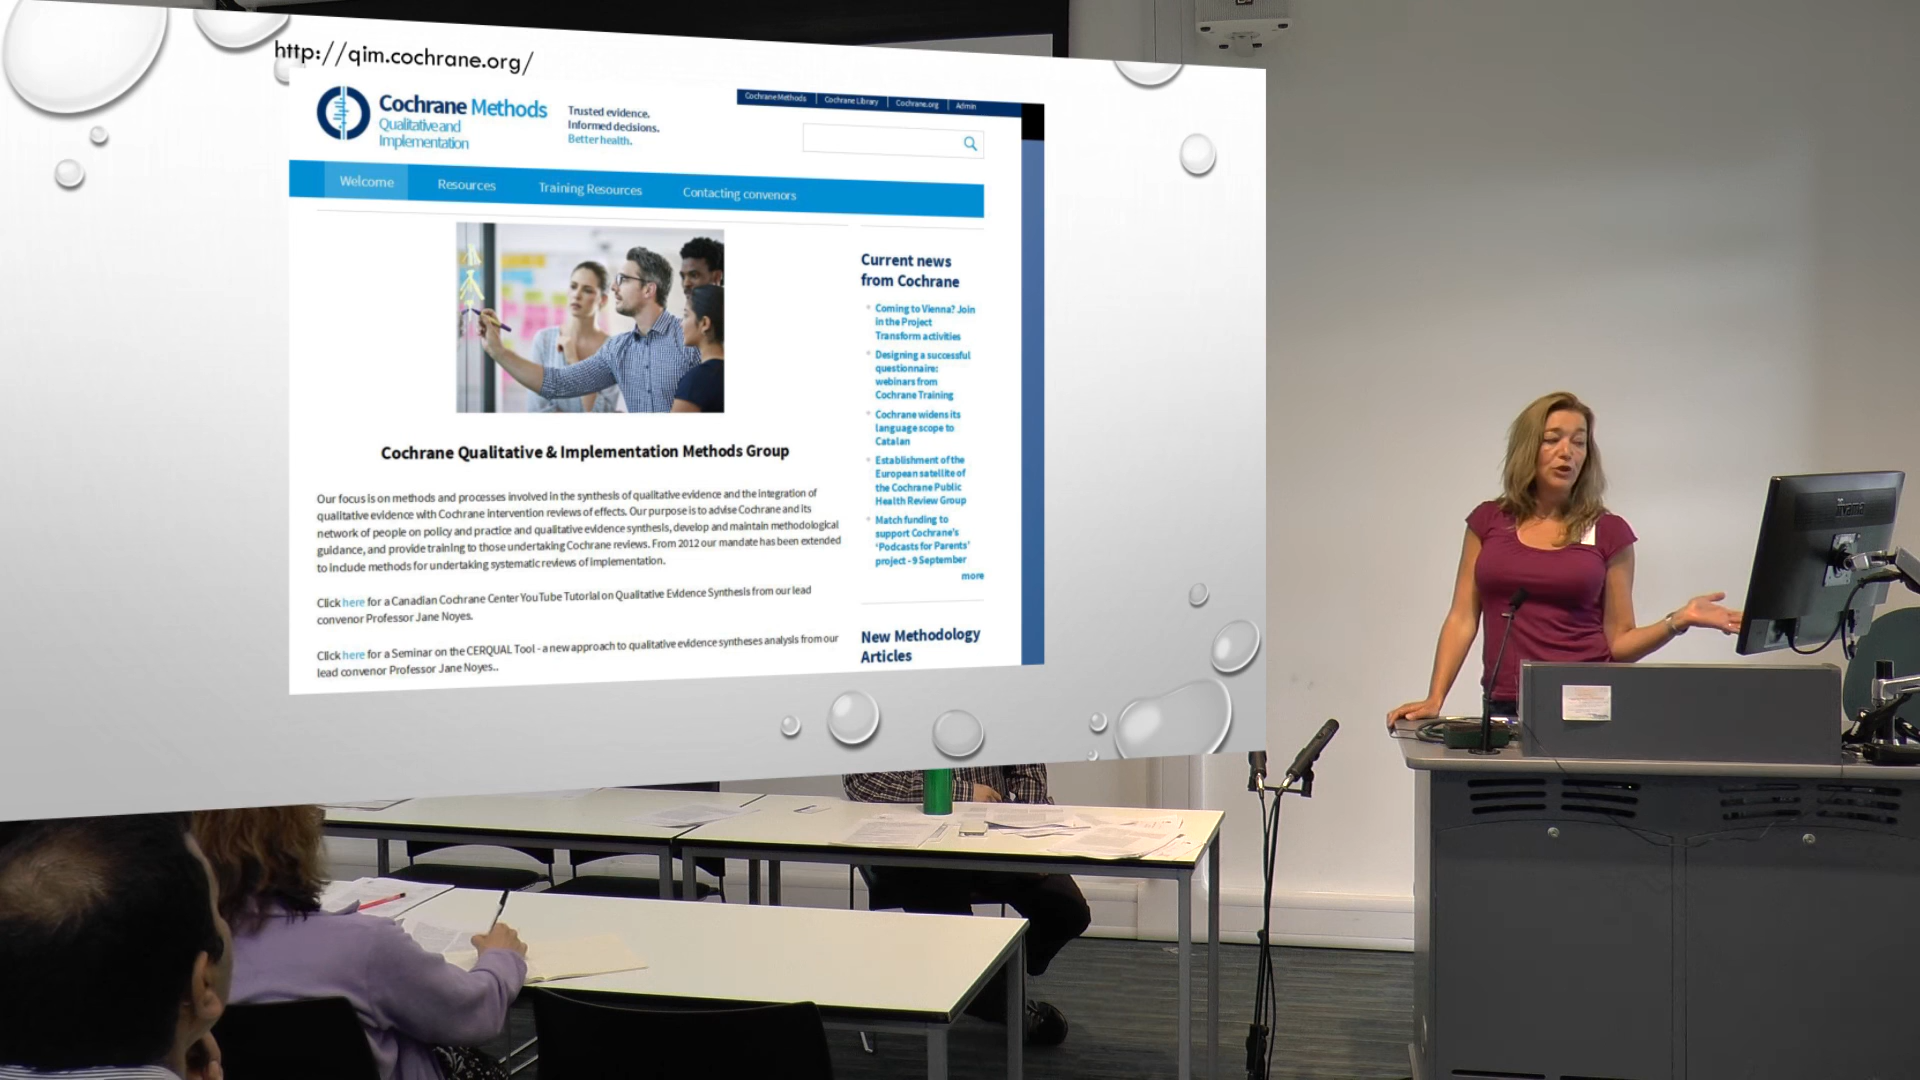 http://qim.cochrane.org/
Cochrane Methods
Qualitative and
Implementation
Trusted evidence.
Informed decisions.
Better health.
Cochrane Methods
Cochrane Library
Cochrane.org
Admin
Welcome
Resources
Training Resources
Contacting convenors
Cochrane Qualitative & Implementation Methods Group
Our focus is on methods and processes involved in the synthesis of qualitative evidence and the integration of
qualitative evidence with Cochrane intervention reviews of effects. Our purpose is to advise Cochrane and its
network of people on policy and practice and qualitative evidence synthesis, develop and maintain methodological
guidance, and provide training to those undertaking Cochrane reviews. From 2012 our mandate has been extended
to include methods for undertaking systematic reviews of implementation.
Click here for a Canadian Cochrane Center YouTube Tutorial on Qualitative Evidence Synthesis from our lead
convenor Professor Jane Noyes.
Click here for a Seminar on the CERQUAL Tool - a new approach to qualitative evidence syntheses analysis from our
lead convenor Professor Jane Noyes..
Current news
from Cochrane
Coming to Vienna? Join
in the Project
Transform activities
Designing a successful
questionnaire:
webinars from
Cochrane Training
Cochrane widens its
language scope to
Catalan
Establishment of the
European satellite of
the Cochrane Public
Health Review Group
Match funding to
support Cochrane's
'Podcasts for Parents'
project - 9 September
more
New Methodology
Articles
iiyama